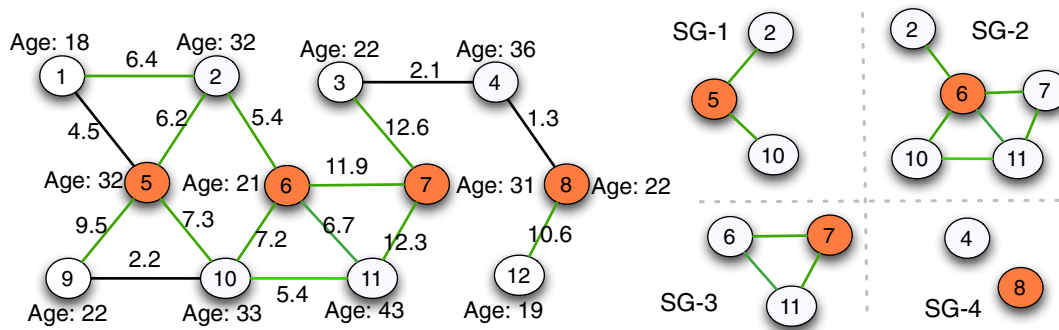 Age: 18
Age: 32
Age: 22
Age: 36
1
6.4
2
3
2.1
4
4.5
6.2
5.4
12.6
1.3
Age: 32
5
Age: 21
6
11.9
7
Age: 31
8
Age: 22
9.5
7.3
7.2
6.7
12.3
10.6
9
2.2
10
5.4
11
12
Age: 22
Age: 33
Age: 43
Age: 19
SG-1
2
5
10
2
SG-2
6
7
10
11
6
7
11
SG-3
4
8
SG-4